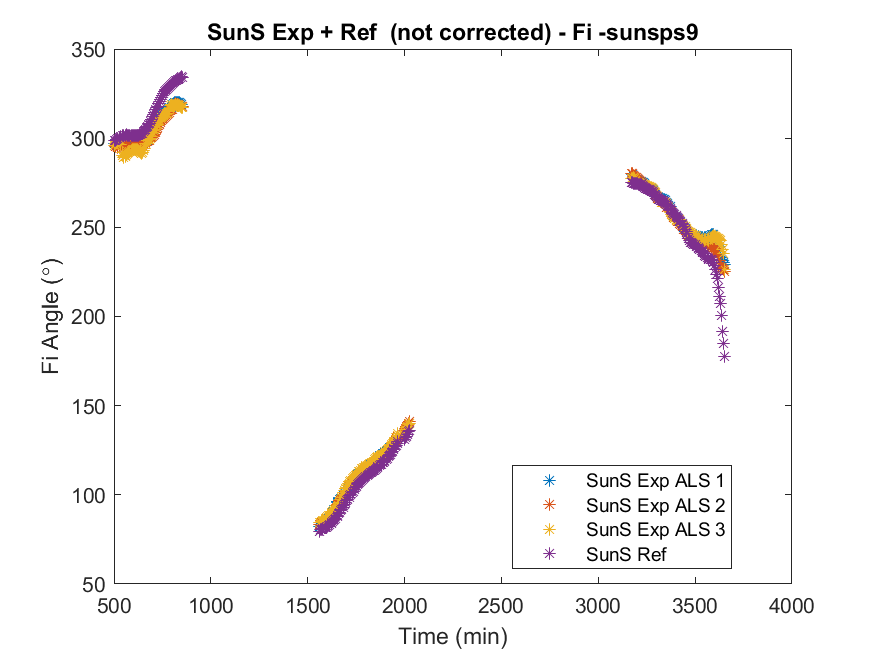 SunS Exp + Ref (not corrected) - Fi -sunsps9
350
300
250
200
150
100
50
Fi Angle (°)
500 1000 1500 2000 2500 3000 3500 4000
Time (min)
SunS Exp ALS 1
SunS Exp ALS 2
SunS Exp ALS 3
SunS Ref